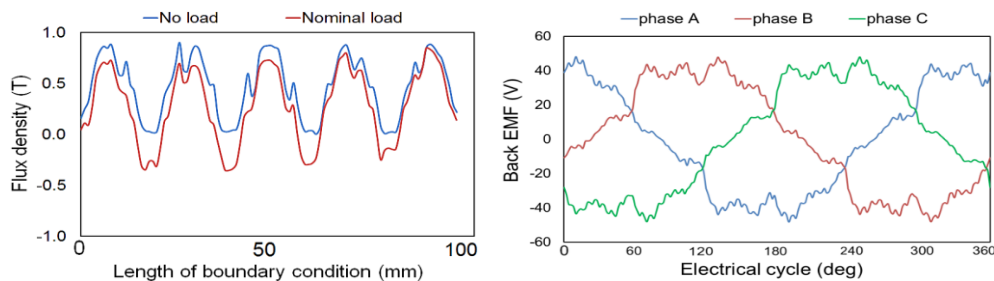 No load Nominal load
1.0
0.5
0.0
-0.5
-1.0
0 50 100
Flux density (T)
Length of boundary condition (mm)
phase A phase B phase C
60
40
20
0
-20
-40
-60
0 60 120 180 240 300 360
Back EMF (V)
Electrical cycle (deg)